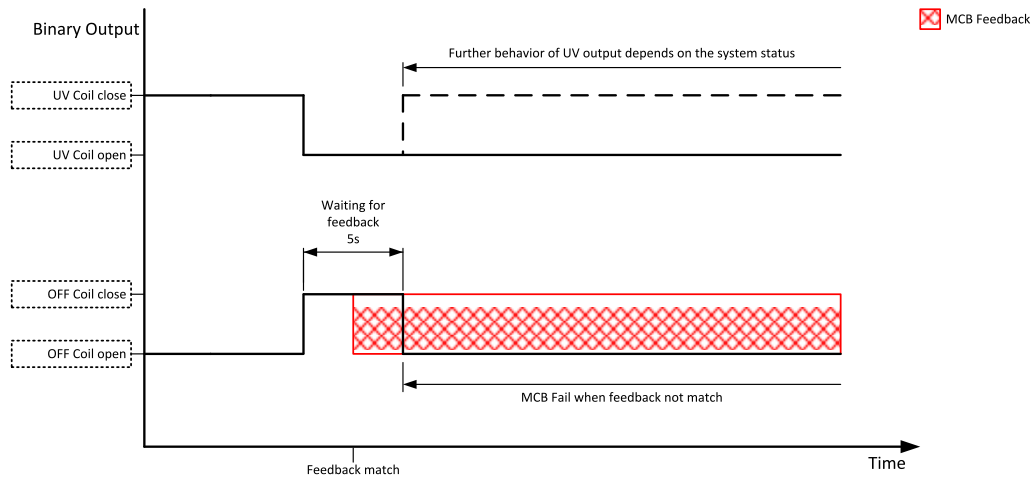 Binary Output
MCB Feedback
Further behavior of UV output depends on the system status
UV Coil close
UV Coil open
Waiting for
feedback
5s
OFF Coil close
OFF Coil open
MCB Fail when feedback not match
Time
Feedback match